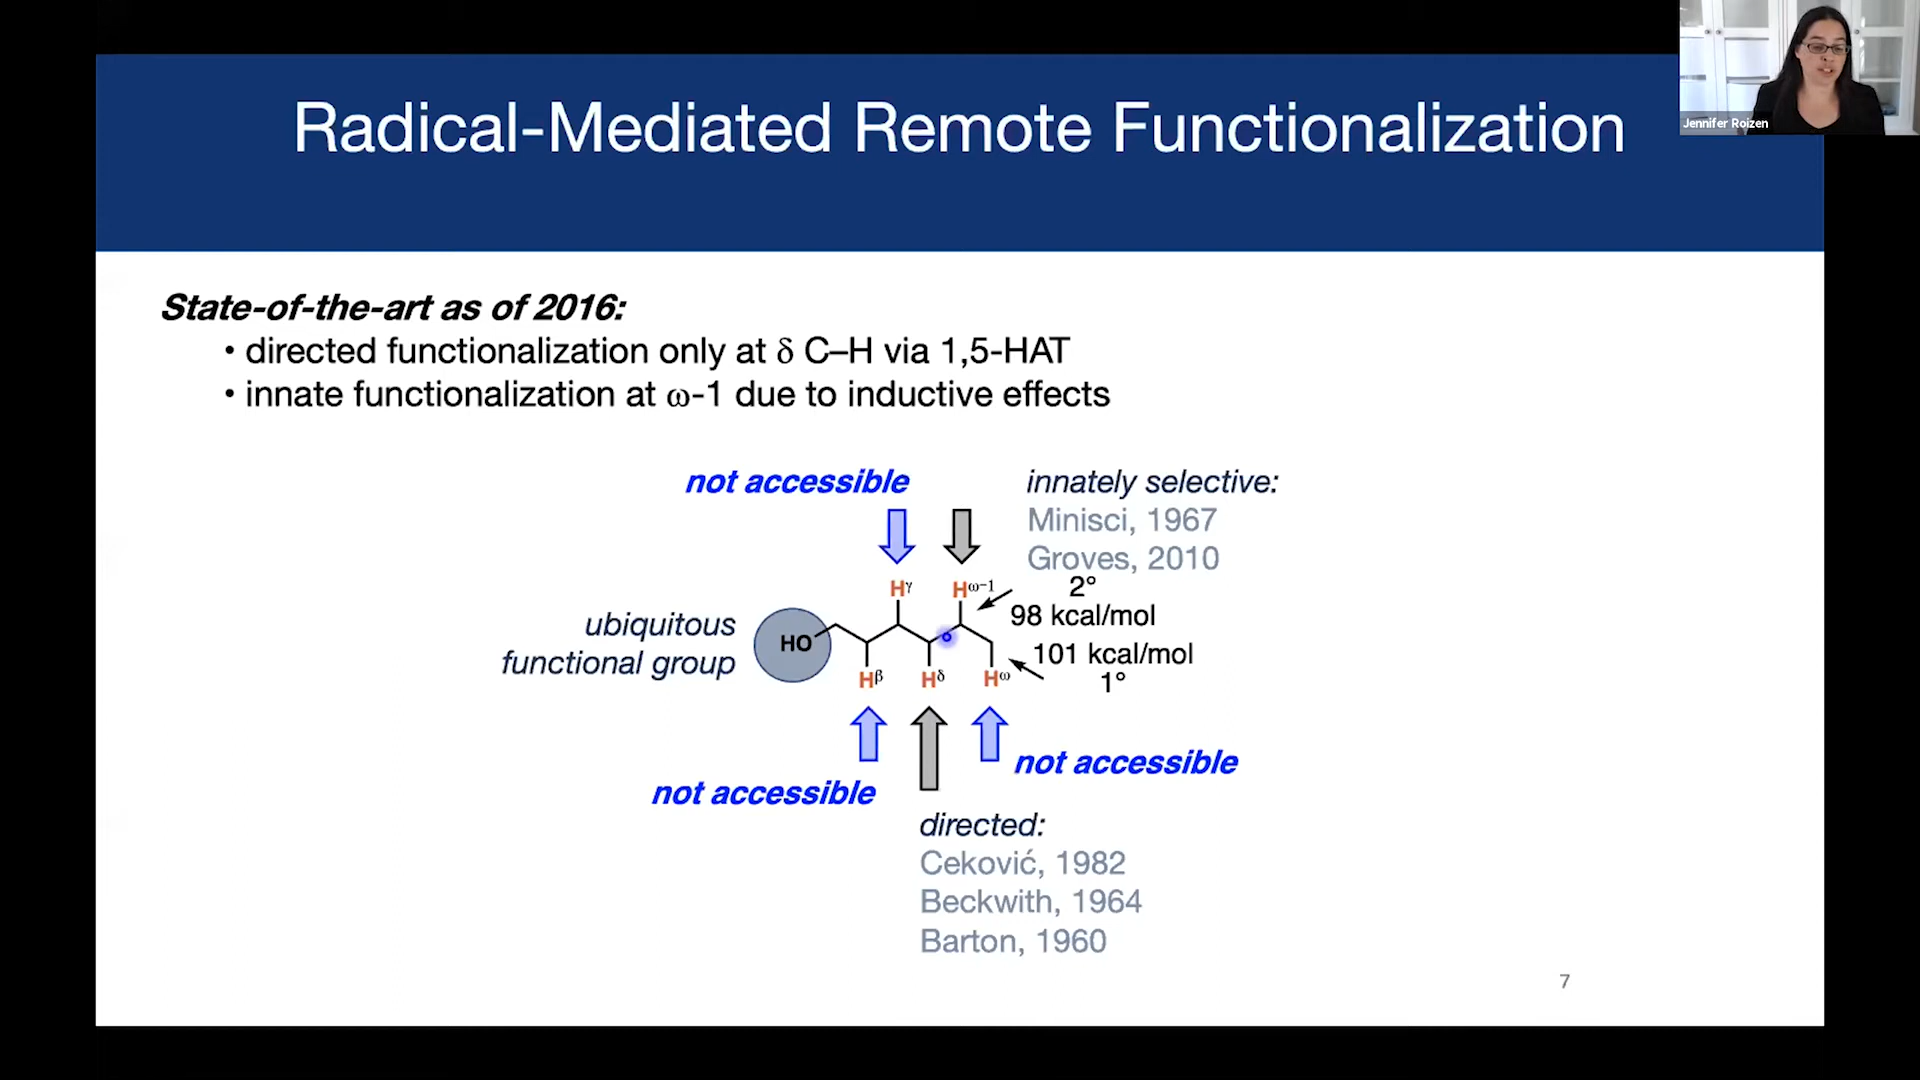 Radical-Mediated Remote Functionalization
Jennifer Roizen
State-of-the-art as of 2016:
• directed functionalization only at δ C–H via 1,5-HAT
• innate functionalization at ω-1 due to inductive effects
not accessible
innately selective:
Minisci, 1967
Groves, 2010
Hγ
Hω-1
2°
98 kcal/mol
ubiquitous
functional group
HO
101 kcal/mol
1°
Hβ
Hδ
Hω
not accessible
not accessible
directed:
Ceković, 1982
Beckwith, 1964
Barton, 1960
7